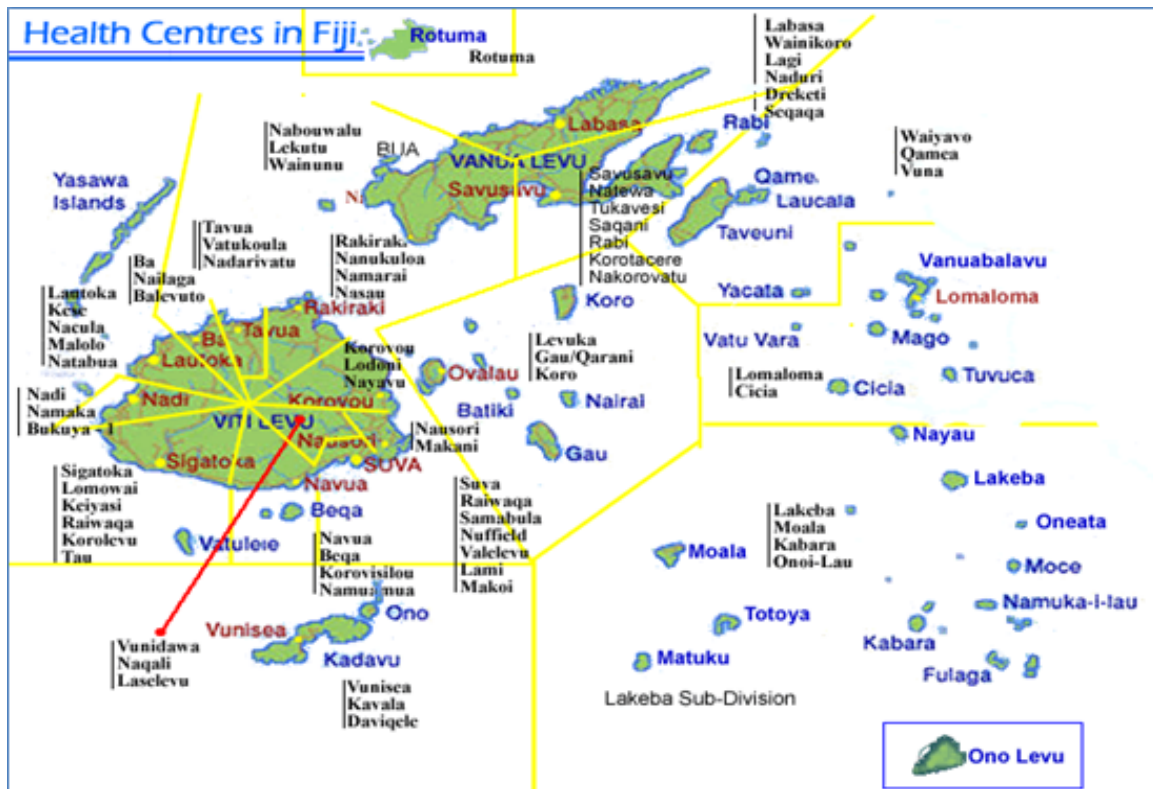 Health Centres in Fiji
Rotuma
Rotuma
Labasa
Wainikoro
Lagi
Naduri
Dreketi
Seqaqa
Nabouwalu
Lekutu
Wainunu
BUA
Labasa
VANUA LEVU
Savusavu
Rabi
Waiyavo
Qamea
Vuna
Yasawa
Islands
Savusavu
Natewa
Tukavesi
Saqani
Rabi
Korotacere
Nakorovatu
Qame
Laucala
Taveuni
Tavua
Vatukoula
Nadarivatu
Rakiraki
Nanukuloa
Namarai
Nasau
Ba
Nailaga
Balevuto
Lautoka
Kese
Nacula
Malolo
Natabua
Vanuabalavu
Lomaloma
Yacata
Koro
Rakiraki
Tavua
Ba
Lautoka
Korovou
Lodoni
Nayavu
Levuka
Gau/Qarani
Koro
Vatu Vara
Mago
Lomaloma
Cicia
Cicia
Tuvuca
Ovalau
Batiki
Nairai
Nadi
Namaka
Bukuya - 1
Nadi
VITI LEVU
Korovou
Nausori
Nausori
Makani
Gau
Nayau
Sigatoka
SUVA
Navua
Sigatoka
Lomowai
Keiyasi
Raiwaqa
Korolevu
Tau
Suva
Raiwaqa
Samabula
Nuffield
Valelevu
Lami
Makoi
Lakeba
Beqa
Vatulele
Navua
Beqa
Korovisilou
Namuamua
Lakeba
Moala
Kabara
Onoi-Lau
Oneata
Moala
Moce
Ono
Vunisea
Kadavu
Namuka-i-lau
Totoya
Kabara
Vunidawa
Naqali
Laselevu
Matuku
Fulaga
Vunisea
Kavala
Daviqele
Lakeba Sub-Division
Ono Levu